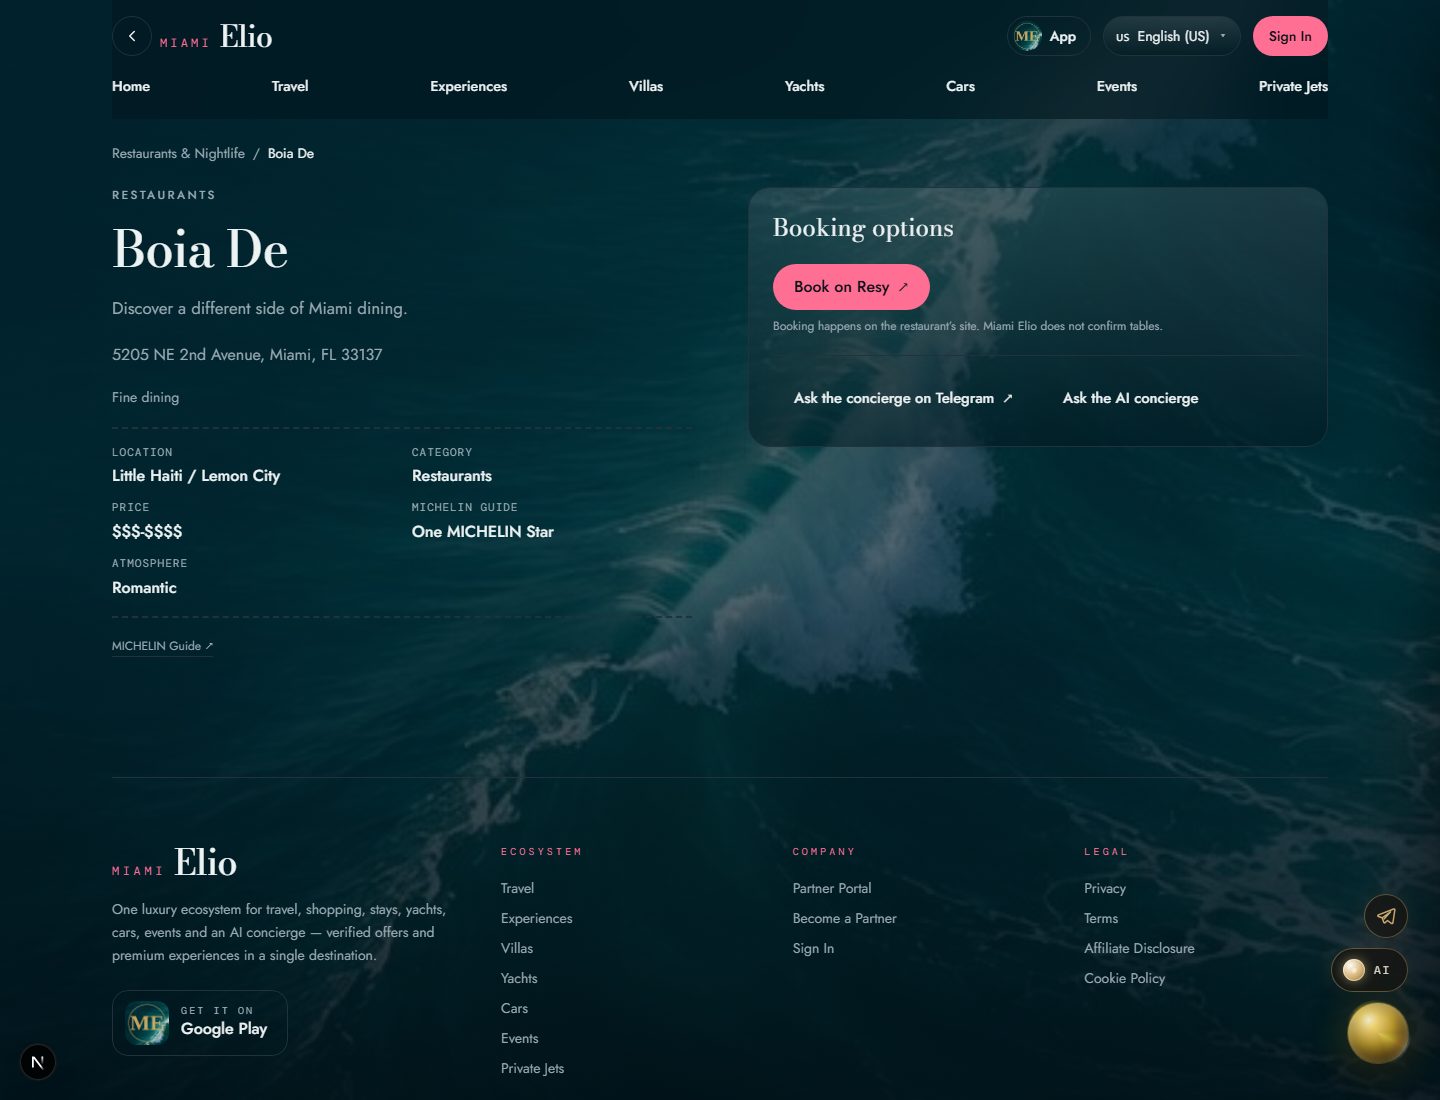 MIAMI Elio
ME App
US English (US)
Sign In
Home
Travel
Experiences
Villas
Yachts
Cars
Events
Private Jets
Restaurants & Nightlife / Boia De
RESTAURANTS
Boia De
Discover a different side of Miami dining.
5205 NE 2nd Avenue, Miami, FL 33137
Fine dining
LOCATION
Little Haiti / Lemon City
CATEGORY
Restaurants
PRICE
$$$-$$$$
MICHELIN GUIDE
One MICHELIN Star
ATMOSPHERE
Romantic
MICHELIN Guide ↗
Booking options
Book on Resy ↗
Booking happens on the restaurant's site. Miami Elio does not confirm tables.
Ask the concierge on Telegram ↗
Ask the AI concierge
MIAMI Elio
One luxury ecosystem for travel, shopping, stays, yachts,
cars, events and an AI concierge — verified offers and
premium experiences in a single destination.
ME
GET IT ON
Google Play
ECOSYSTEM
Travel
Experiences
Villas
Yachts
Cars
Events
Private Jets
COMPANY
Partner Portal
Become a Partner
Sign In
LEGAL
Privacy
Terms
Affiliate Disclosure
Cookie Policy
AI
N